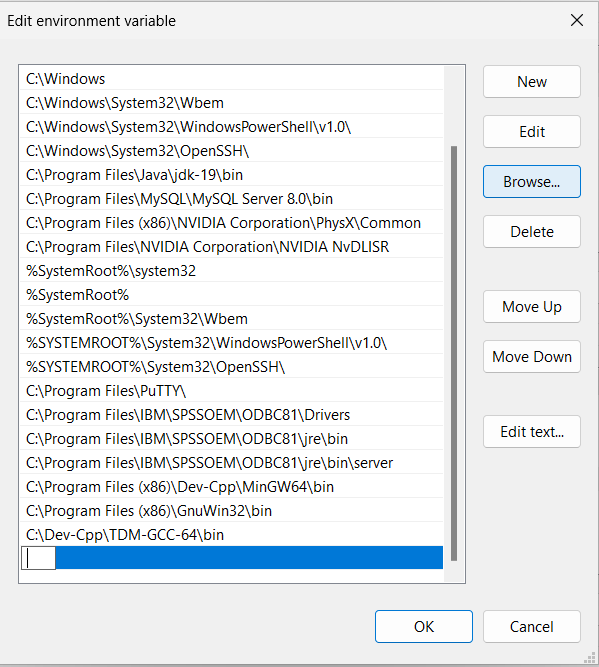 Edit environment variable
C:\Windows
C:\Windows\System32\Wbem
C:\Windows\System32\WindowsPowerShell\v1.0\
C:\Windows\System32\OpenSSH\
C:\Program Files\Java\jdk-19\bin
C:\Program Files\MySQL\MySQL Server 8.0\bin
C:\Program Files (x86)\NVIDIA Corporation\PhysX\Common
C:\Program Files\NVIDIA Corporation\NVIDIA NvDLISR
%SystemRoot%\system32
%SystemRoot%
%SystemRoot%\System32\Wbem
%SYSTEMROOT%\System32\WindowsPowerShell\v1.0\
%SYSTEMROOT%\System32\OpenSSH\
C:\Program Files\PuTTY\
C:\Program Files\IBM\SPSSOEM\ODBC81\Drivers
C:\Program Files\IBM\SPSSOEM\ODBC81\jre\bin
C:\Program Files\IBM\SPSSOEM\ODBC81\jre\bin\server
C:\Program Files (x86)\Dev-Cpp\MinGW64\bin
C:\Program Files (x86)\GnuWin32\bin
C:\Dev-Cpp\TDM-GCC-64\bin
New
Edit
Browse...
Delete
Move Up
Move Down
Edit text...
OK
Cancel